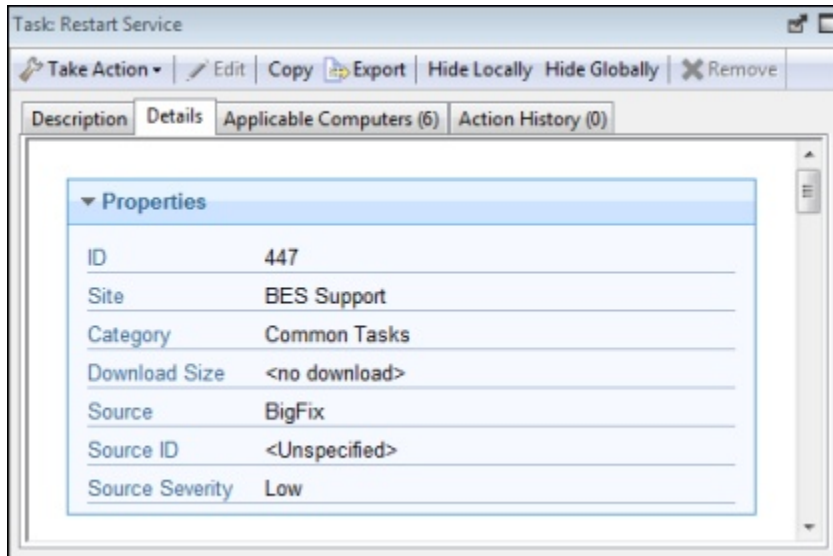 Task: Restart Service
Take Action Edit Copy Export Hide Locally Hide Globally Remove
Description Details Applicable Computers (6) Action History (0)
Properties
ID 447
Site BES Support
Category Common Tasks
Download Size <no download>
Source BigFix
Source ID <Unspecified>
Source Severity Low